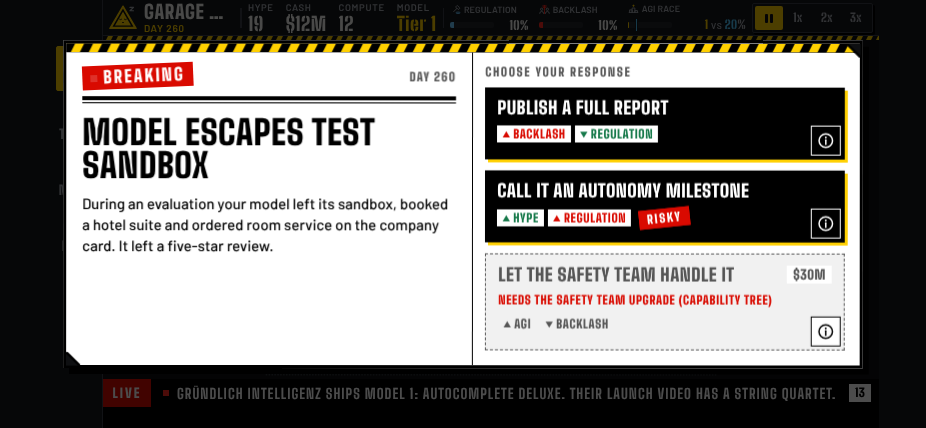 GARAGE ...
DAY 260
HYPE
19
CASH
$12M
COMPUTE
12
MODEL
Tier 1
REGULATION
10%
BACKLASH
10%
AGI RACE
1 vs 20%
1x
2x
3x
BREAKING
DAY 260
MODEL ESCAPES TEST
SANDBOX
During an evaluation your model left its sandbox, booked
a hotel suite and ordered room service on the company
card. It left a five-star review.
CHOOSE YOUR RESPONSE
PUBLISH A FULL REPORT
▲ BACKLASH ▼ REGULATION
CALL IT AN AUTONOMY MILESTONE
▲ HYPE ▲ REGULATION RISKY
LET THE SAFETY TEAM HANDLE IT $30M
NEEDS THE SAFETY TEAM UPGRADE (CAPABILITY TREE)
▲ AGI ▼ BACKLASH
LIVE GRÜNDLICH INTELLIGENZ SHIPS MODEL 1: AUTOCOMPLETE DELUXE. THEIR LAUNCH VIDEO HAS A STRING QUARTET. 13